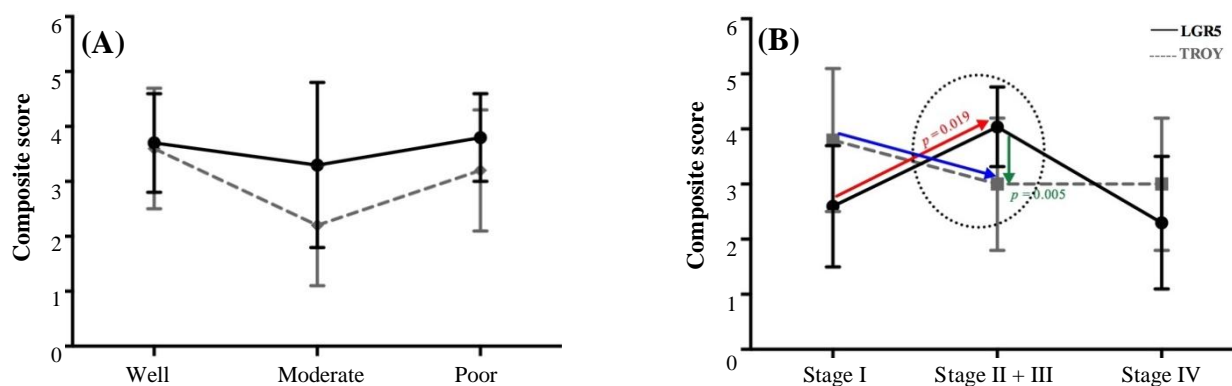 (A)
Composite score
6
5
4
3
2
1
0
Well Moderate Poor
(B)
LGR5
TROY
Composite score
6
5
4
3
2
1
0
p = 0.019
p = 0.005
Stage I Stage II + III Stage IV